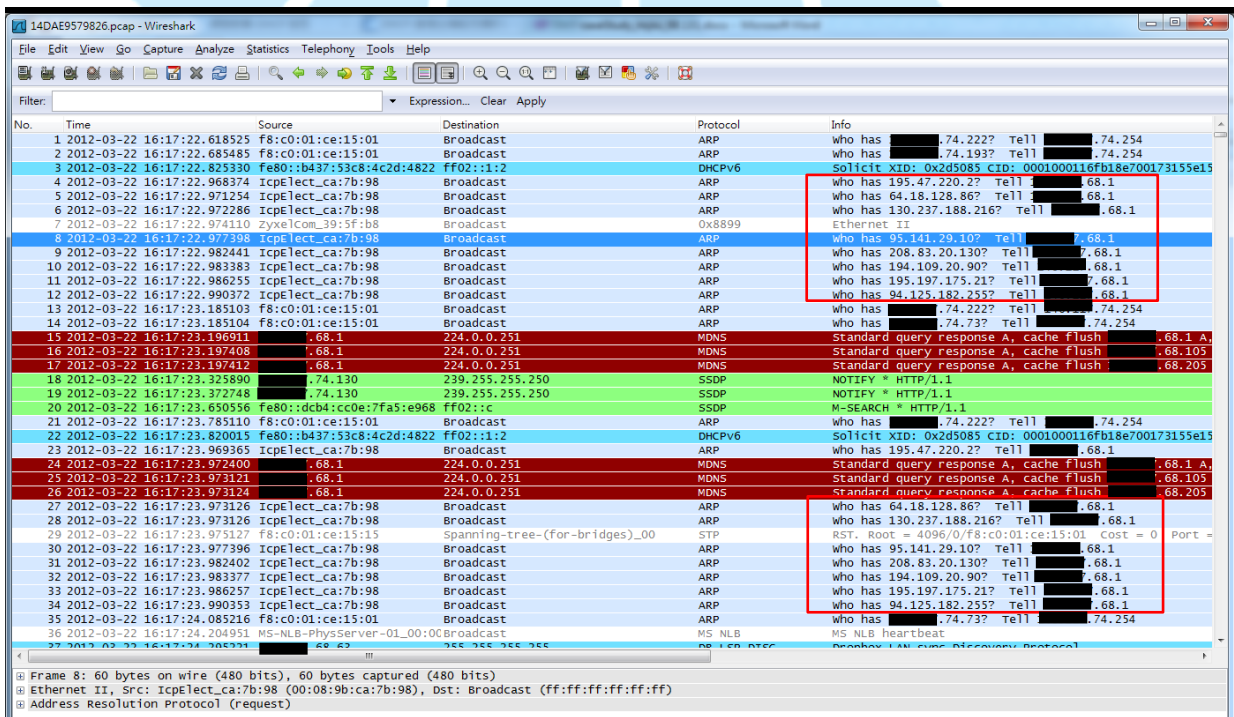 14DAE9579826.pcap - Wireshark
File Edit View Go Capture Analyze Statistics Telephony Tools Help
Filter: Expression... Clear Apply
No. Time Source Destination Protocol Info
1 2012-03-22 16:17:22.618525 f8:c0:01:ce:15:01 Broadcast ARP who has .74.222? Tell .74.254
2 2012-03-22 16:17:22.685485 f8:c0:01:ce:15:01 Broadcast ARP who has .74.193? Tell .74.254
3 2012-03-22 16:17:22.825330 fe80::b437:53c8:4c2d:4822 ff02::1:2 DHCPv6 Solicit XID: 0x2d5085 CID: 0001000116fb18e700173155e15
4 2012-03-22 16:17:22.968374 IcpElect_ca:7b:98 Broadcast ARP who has 195.47.220.2? Tell .68.1
5 2012-03-22 16:17:22.971254 IcpElect_ca:7b:98 Broadcast ARP who has 64.18.128.86? Tell .68.1
6 2012-03-22 16:17:22.972286 IcpElect_ca:7b:98 Broadcast ARP who has 130.237.188.216? Tell .68.1
7 2012-03-22 16:17:22.974110 ZyxelCom_39:5f:b8 Broadcast 0x8899 Ethernet II
8 2012-03-22 16:17:22.977398 IcpElect_ca:7b:98 Broadcast ARP who has 95.141.29.10? Tell 7.68.1
9 2012-03-22 16:17:22.982441 IcpElect_ca:7b:98 Broadcast ARP who has 208.83.20.130? Tell 7.68.1
10 2012-03-22 16:17:22.983383 IcpElect_ca:7b:98 Broadcast ARP who has 194.109.20.90? Tell .68.1
11 2012-03-22 16:17:22.986255 IcpElect_ca:7b:98 Broadcast ARP who has 195.197.175.21? Tell 7.68.1
12 2012-03-22 16:17:22.990372 IcpElect_ca:7b:98 Broadcast ARP who has 94.125.182.255? Tell .68.1
13 2012-03-22 16:17:23.185103 f8:c0:01:ce:15:01 Broadcast ARP who has .74.222? Tell .74.254
14 2012-03-22 16:17:23.185104 f8:c0:01:ce:15:01 Broadcast ARP who has .74.73? Tell .74.254
15 2012-03-22 16:17:23.196911 .68.1 224.0.0.251 MDNS Standard query response A, cache flush .68.1 A,
16 2012-03-22 16:17:23.197408 .68.1 224.0.0.251 MDNS Standard query response A, cache flush .68.105
17 2012-03-22 16:17:23.197412 .68.1 224.0.0.251 MDNS Standard query response A, cache flush .68.205
18 2012-03-22 16:17:23.325890 .74.130 239.255.255.250 SSDP NOTIFY * HTTP/1.1
19 2012-03-22 16:17:23.372748 .74.130 239.255.255.250 SSDP NOTIFY * HTTP/1.1
20 2012-03-22 16:17:23.650556 fe80::dcb4:cc0e:7fa5:e968 ff02::c SSDP M-SEARCH * HTTP/1.1
21 2012-03-22 16:17:23.785110 f8:c0:01:ce:15:01 Broadcast ARP who has .74.222? Tell .74.254
22 2012-03-22 16:17:23.820015 fe80::b437:53c8:4c2d:4822 ff02::1:2 DHCPv6 Solicit XID: 0x2d5085 CID: 0001000116fb18e700173155e15
23 2012-03-22 16:17:23.969365 IcpElect_ca:7b:98 Broadcast ARP who has 195.47.220.2? Tell .68.1
24 2012-03-22 16:17:23.972400 .68.1 224.0.0.251 MDNS Standard query response A, cache flush .68.1 A,
25 2012-03-22 16:17:23.973121 .68.1 224.0.0.251 MDNS Standard query response A, cache flush .68.105
26 2012-03-22 16:17:23.973124 .68.1 224.0.0.251 MDNS Standard query response A, cache flush .68.205
27 2012-03-22 16:17:23.973126 IcpElect_ca:7b:98 Broadcast ARP who has 64.18.128.86? Tell .68.1
28 2012-03-22 16:17:23.973126 IcpElect_ca:7b:98 Broadcast ARP who has 130.237.188.216? Tell .68.1
29 2012-03-22 16:17:23.975127 f8:c0:01:ce:15:15 Spanning-tree-(for-bridges)_00 STP RST. Root = 4096/0/f8:c0:01:ce:15:01 Cost = 0 Port =
30 2012-03-22 16:17:23.977396 IcpElect_ca:7b:98 Broadcast ARP who has 95.141.29.10? Tell .68.1
31 2012-03-22 16:17:23.982402 IcpElect_ca:7b:98 Broadcast ARP who has 208.83.20.130? Tell .68.1
32 2012-03-22 16:17:23.983377 IcpElect_ca:7b:98 Broadcast ARP who has 194.109.20.90? Tell .68.1
33 2012-03-22 16:17:23.986257 IcpElect_ca:7b:98 Broadcast ARP who has 195.197.175.21? Tell .68.1
34 2012-03-22 16:17:23.990353 IcpElect_ca:7b:98 Broadcast ARP who has 94.125.182.255? Tell .68.1
35 2012-03-22 16:17:24.085216 f8:c0:01:ce:15:01 Broadcast ARP who has .74.73? Tell .74.254
36 2012-03-22 16:17:24.204951 MS-NLB-PhysServer-01_00:0C Broadcast MS NLB MS NLB heartbeat
37 2012-03-22 16:17:24.295221 68.63 255.255.255.255 DB-LSP-DISC Dropbox LAN sync Discovery Protocol
Frame 8: 60 bytes on wire (480 bits), 60 bytes captured (480 bits)
Ethernet II, Src: IcpElect_ca:7b:98 (00:08:9b:ca:7b:98), Dst: Broadcast (ff:ff:ff:ff:ff:ff)
Address Resolution Protocol (request)